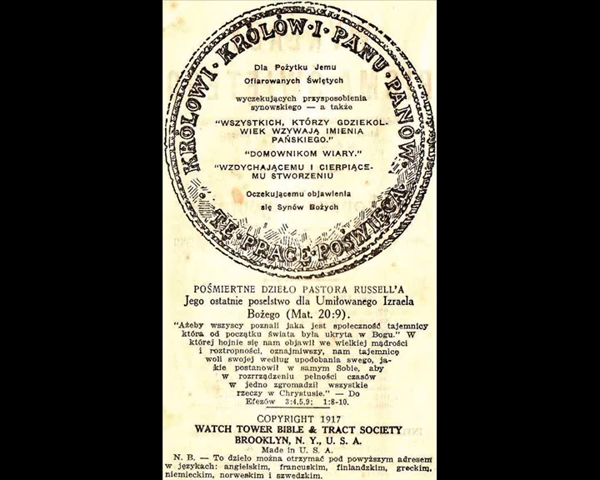 KRÓLOWI · KRÓLÓW · I · PANU · PANÓW ·
Dla Pożytku Jemu
Ofiarowanych Świętych
wyczekujących przysposobienia
synowskiego — a także
"WSZYSTKICH, KTÓRZY GDZIEKOL-
WIEK WZYWAJĄ IMIENIA
PAŃSKIEGO."
"DOMOWNIKOM WIARY."
"WZDYCHAJĄCEMU I CIERPIĄCE-
MU STWORZENIU
Oczekującemu objawienia
się Synów Bożych
· TĘ · PRACĘ · POŚWIĘCA ·
POŚMIERTNE DZIEŁO PASTORA RUSSELL'A
Jego ostatnie poselstwo dla Umiłowanego Izraela
Bożego (Mat. 20:9).
"Ażeby wszyscy poznali jaka jest społeczność tajemnicy
która od początku świata była ukryta w Bogu." W
której hojnie się nam objawił we wielkiej mądrości
i roztropności, oznajmiwszy, nam tajemnicę
woli swojej według upodobania swego, ja-
kie postanowił w samym Sobie, aby
w rozrrządzeniu pełności czasów
w jedno zgromadził wszystkie
rzeczy w Chrystusie." — Do
Efezów 3:4,5,9; 1:8-10.
COPYRIGHT 1917
WATCH TOWER BIBLE & TRACT SOCIETY
BROOKLYN, N. Y., U. S. A.
Made in U. S. A.
N. B. — To dzieło można otrzymać pod powyższym adresem
w językach: angielskim, francuskim, finlandzkim, greckim,
niemieckim, norweskim i szwedzkim.